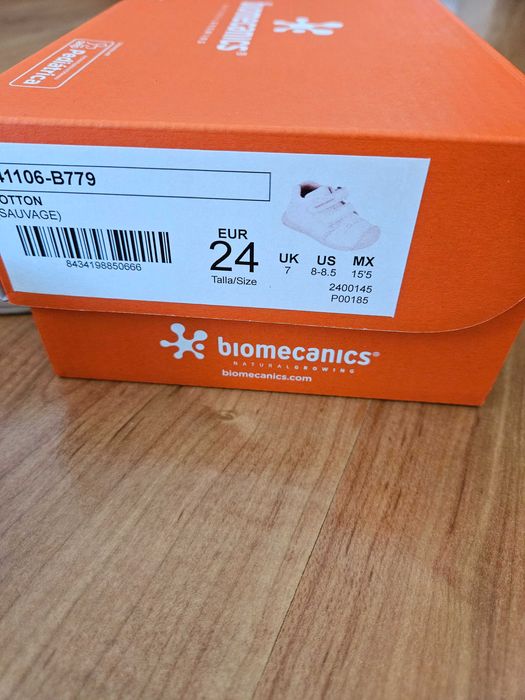 biomecanics®
Pediátrica
41106-B779
OTTON
SAUVAGE)
8434198850666
EUR
24
Talla/Size
UK US MX
7 8-8.5 15'5
2400145
P00185
biomecanics®
NATURALGROWING
biomecanics.com